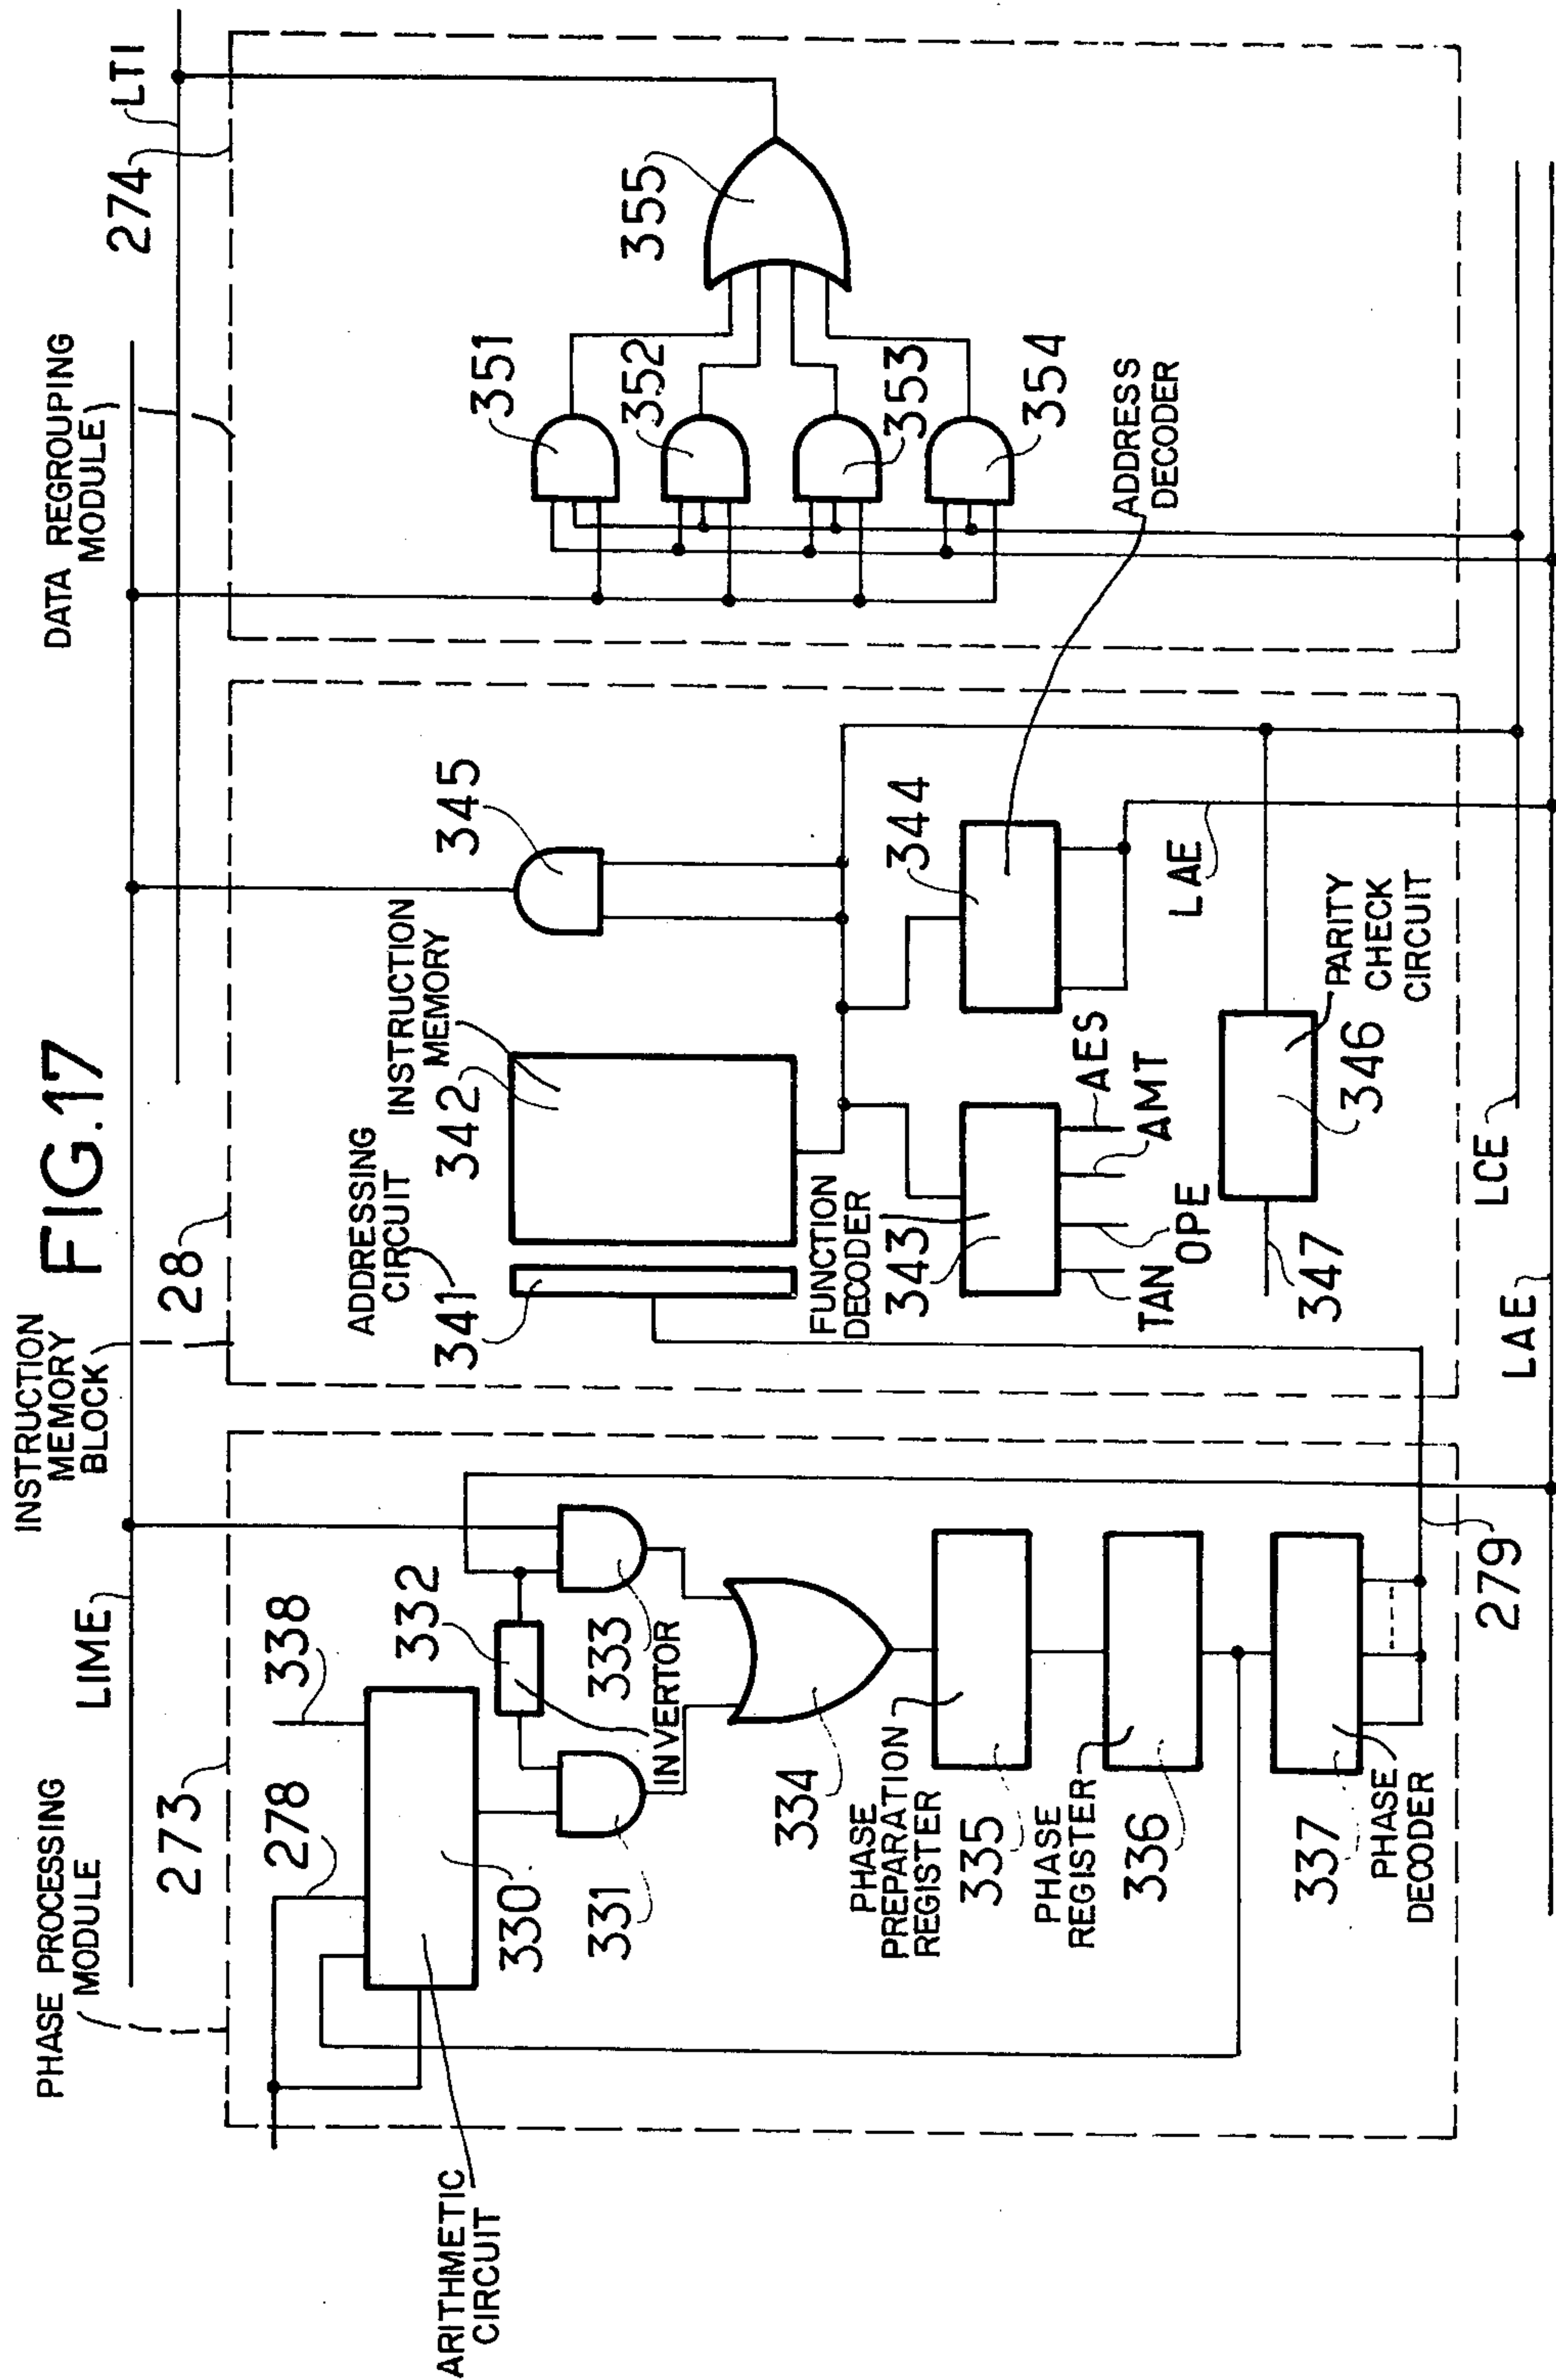 FIG.17
PHASE PROCESSING
MODULE
273
LIME
INSTRUCTION
MEMORY
BLOCK
28
DATA REGROUPING
MODULE)
274
LTI
278
338
ARITHMETIC
CIRCUIT
330
331
332
INVERTOR
333
334
PHASE
PREPARATION
REGISTER
335
PHASE
REGISTER
336
337
PHASE
DECODER
279
ADDRESSING
CIRCUIT
341
INSTRUCTION
MEMORY
342
345
FUNCTION
DECODER
343
TAN
OPE
AMT
AES
344
ADDRESS
DECODER
LAE
PARITY
CHECK
CIRCUIT
346
347
351
352
353
354
355
LCE
LAE